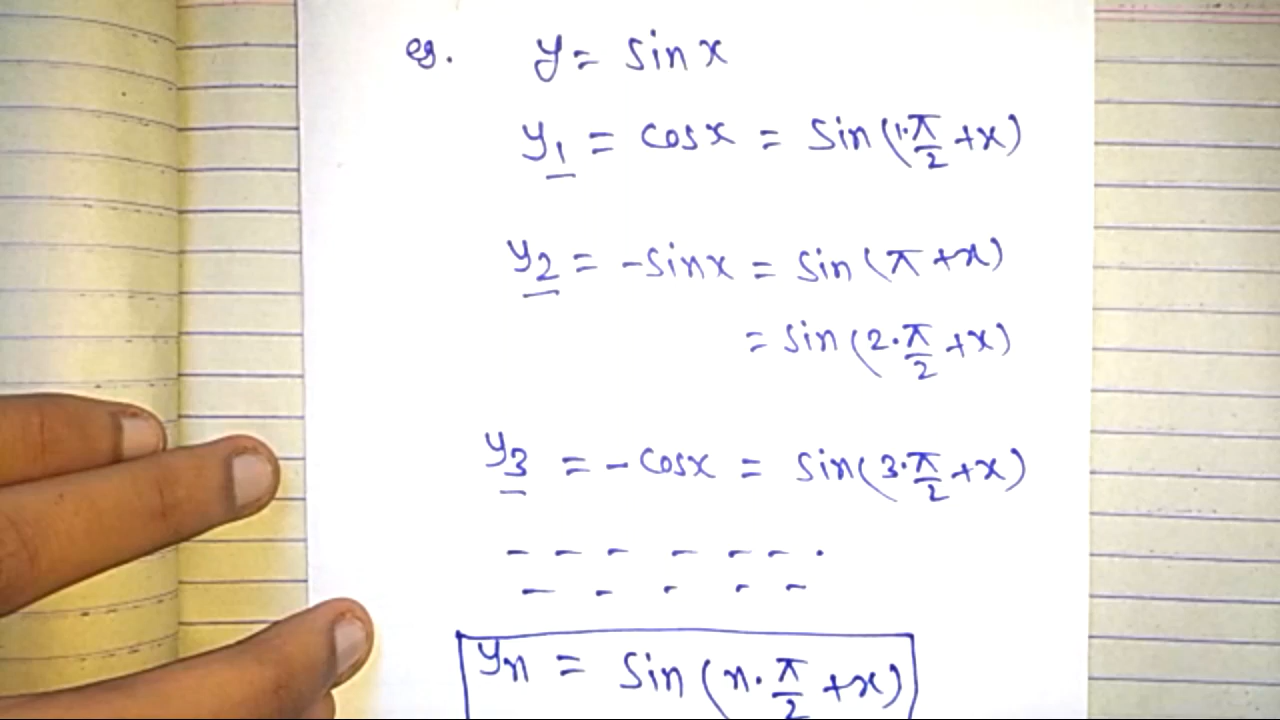 eg. y = sin x
y₁ = cos x = sin (1·π/2 + x)
y₂ = - sin x = sin (π + x)
= sin (2·π/2 + x)
y₃ = - cos x = sin (3·π/2 + x)
- - - - - - .
- - - - -
yₙ = sin (n·π/2 + x)